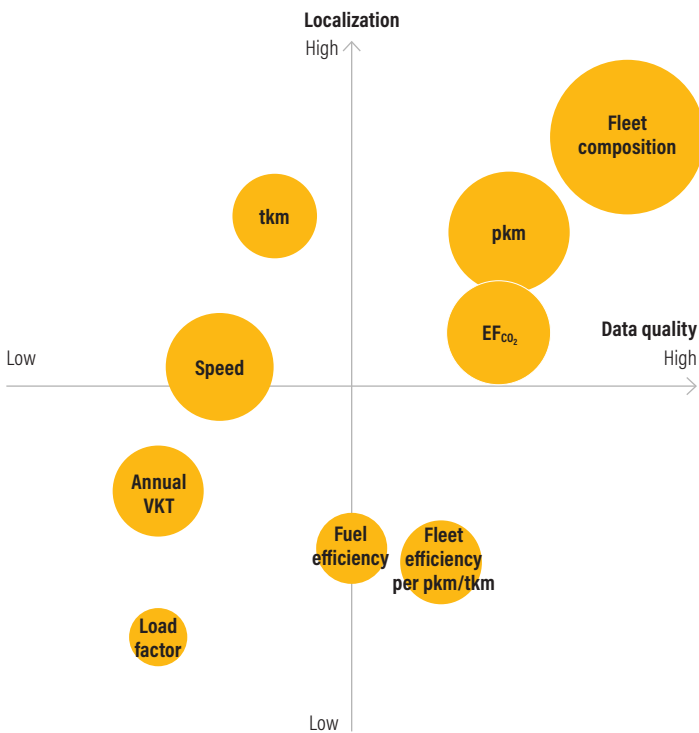 Localization
High
Fleet
composition
tkm
pkm
EFCO₂
Data quality
High
Low
Speed
Annual
VKT
Fuel
efficiency
Fleet
efficiency
per pkm/tkm
Load
factor
Low